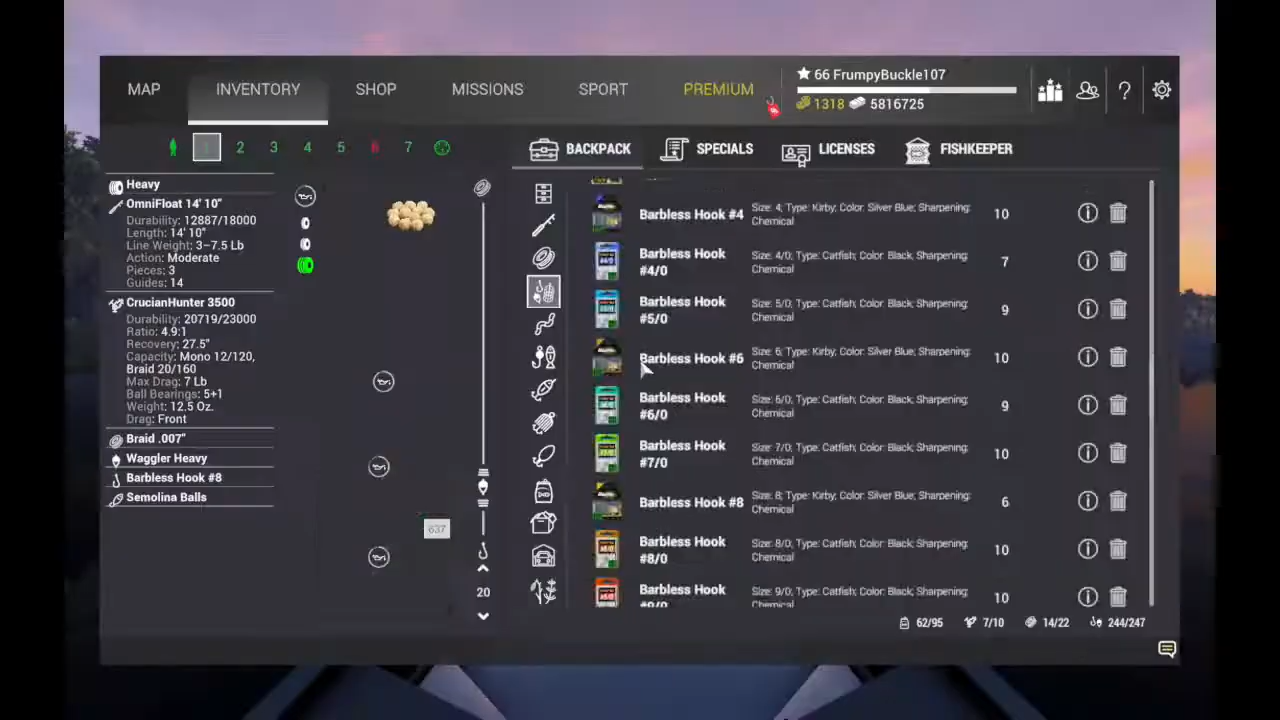 MAP INVENTORY SHOP MISSIONS SPORT PREMIUM
66 FrumpyBuckle107
1318 5816725
?
1 2 3 4 5 6 7
BACKPACK SPECIALS LICENSES FISHKEEPER
Heavy
OmniFloat 14' 10"
Durability: 12887/18000
Length: 14' 10"
Line Weight: 3–7.5 Lb
Action: Moderate
Pieces: 3
Guides: 14
CrucianHunter 3500
Durability: 20719/23000
Ratio: 4.9:1
Recovery: 27.5"
Capacity: Mono 12/120,
Braid 20/160
Max Drag: 7 Lb
Ball Bearings: 5+1
Weight: 12.5 Oz.
Drag: Front
Braid .007"
Waggler Heavy
Barbless Hook #8
Semolina Balls
637
20
Barbless Hook #4
Size: 4; Type: Kirby; Color: Silver Blue; Sharpening:
Chemical
10
Barbless Hook
#4/0
Size: 4/0; Type: Catfish; Color: Black; Sharpening:
Chemical
7
Barbless Hook
#5/0
Size: 5/0; Type: Catfish; Color: Black; Sharpening:
Chemical
9
Barbless Hook #6
Size: 6; Type: Kirby; Color: Silver Blue; Sharpening:
Chemical
10
Barbless Hook
#6/0
Size: 6/0; Type: Catfish; Color: Black; Sharpening:
Chemical
9
Barbless Hook
#7/0
Size: 7/0; Type: Catfish; Color: Black; Sharpening:
Chemical
10
Barbless Hook #8
Size: 8; Type: Kirby; Color: Silver Blue; Sharpening:
Chemical
6
Barbless Hook
#8/0
Size: 8/0; Type: Catfish; Color: Black; Sharpening:
Chemical
10
Barbless Hook
#9/0
Size: 9/0; Type: Catfish; Color: Black; Sharpening:
Chemical
10
62/95 7/10 14/22 244/247